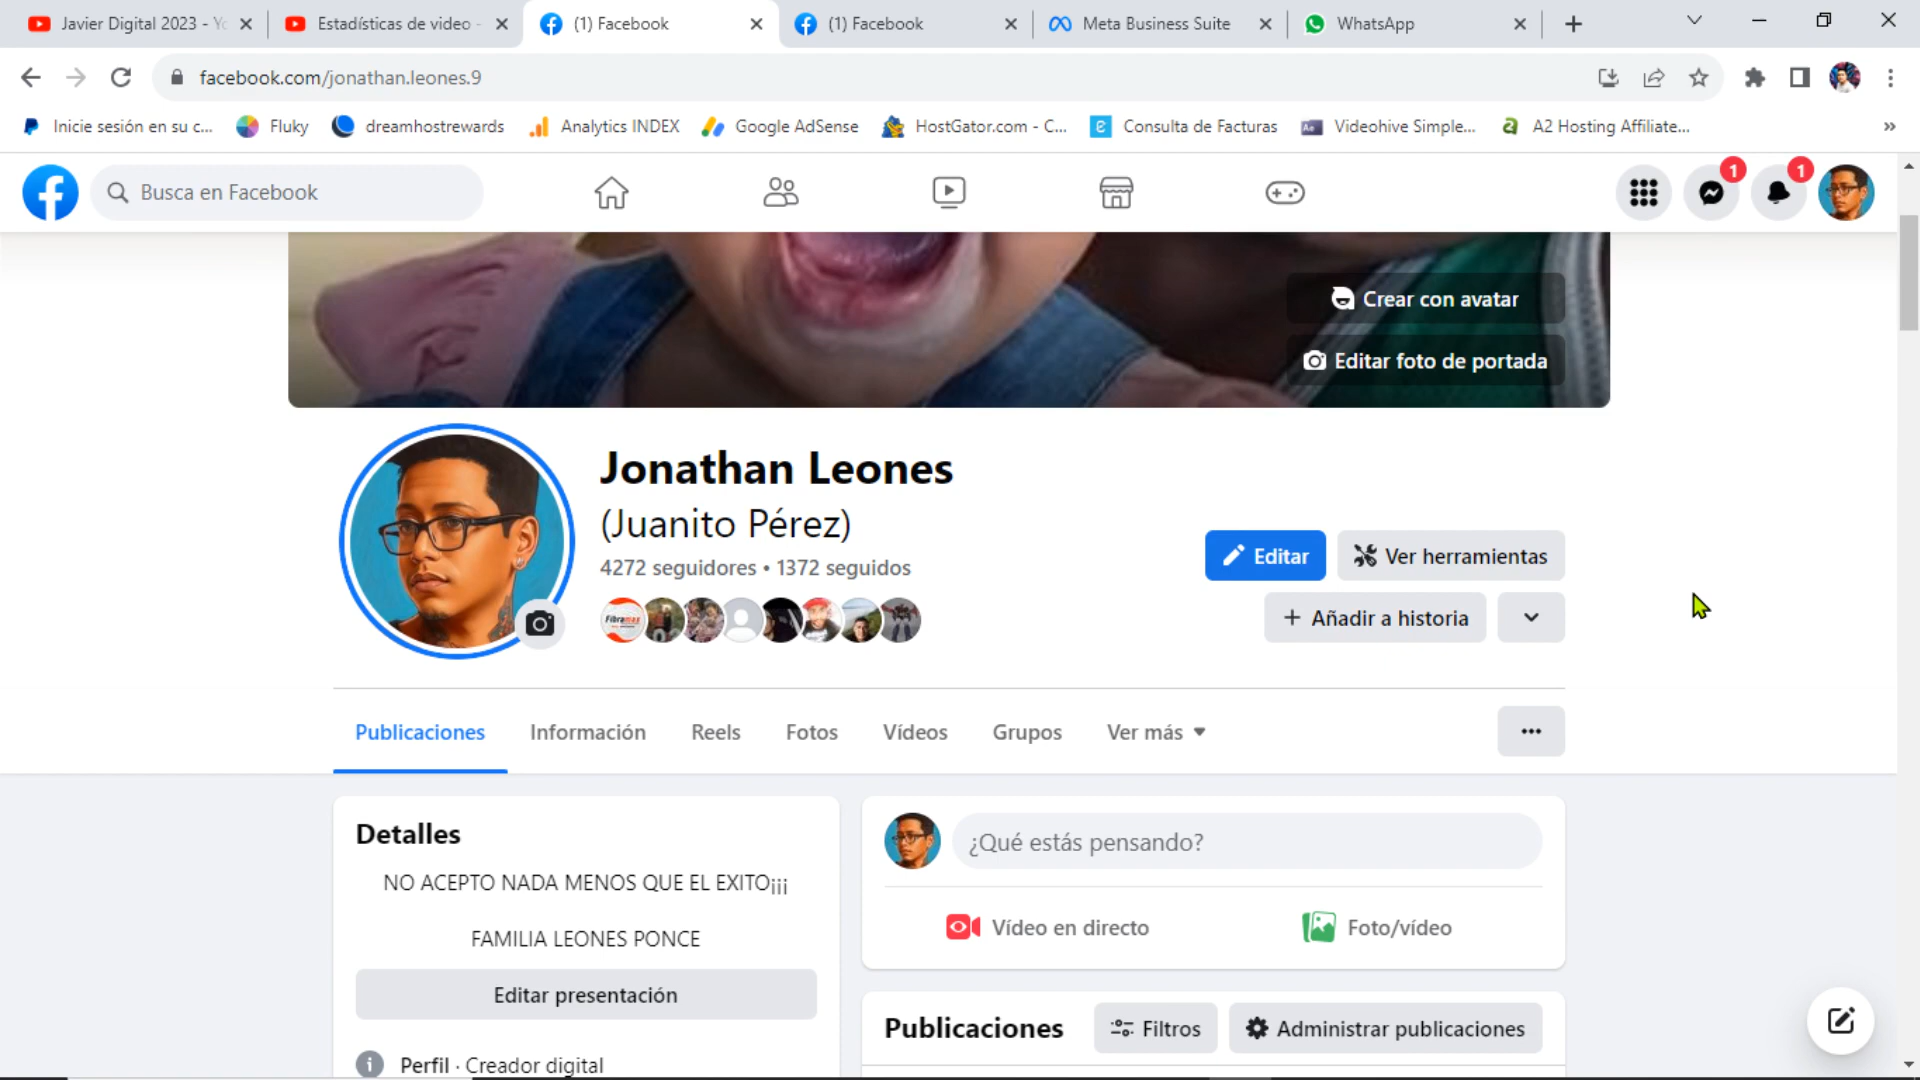 Javier Digital 2023 - Yo
Estadísticas de video -
(1) Facebook
(1) Facebook
Meta Business Suite
WhatsApp
facebook.com/jonathan.leones.9
Inicie sesión en su c...
Fluky
dreamhostrewards
Analytics INDEX
Google AdSense
HostGator.com - C...
Consulta de Facturas
Videohive Simple...
A2 Hosting Affiliate...
Busca en Facebook
1
1
Crear con avatar
Editar foto de portada
Jonathan Leones
(Juanito Pérez)
4272 seguidores • 1372 seguidos
Fibramax
Editar
Ver herramientas
+ Añadir a historia
Publicaciones
Información
Reels
Fotos
Vídeos
Grupos
Ver más
Detalles
NO ACEPTO NADA MENOS QUE EL EXITO¡¡¡
FAMILIA LEONES PONCE
Editar presentación
Perfil · Creador digital
¿Qué estás pensando?
Vídeo en directo
Foto/vídeo
Publicaciones
Filtros
Administrar publicaciones